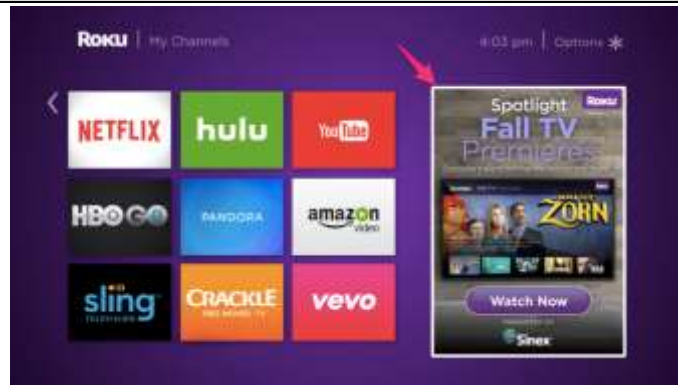 ROKU | My Channels
4:03 pm | Options
NETFLIX
hulu
YouTube
HBO GO
PANDORA
amazon
video
sling
TELEVISION
CRACKLE
vevo
Spotlight
Roku
Fall TV
Premieres
ZORN
Watch Now
Sinex